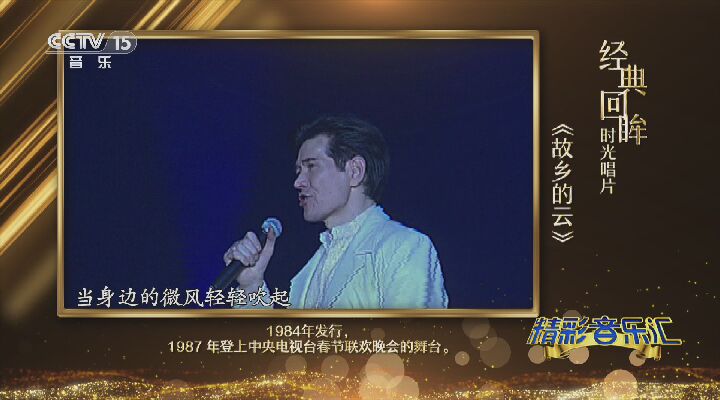 CCTV 15
音乐
经典回眸
时光唱片
《故乡的云》
当身边的微风轻轻吹起
1984年发行，
1987 年登上中央电视台春节联欢晚会的舞台。
精彩音乐汇